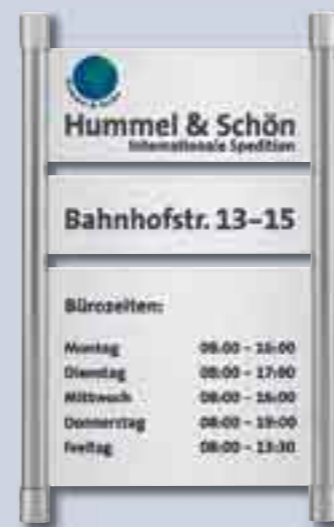 Hummel & Schön
Internationale Spedition
Bahnhofstr. 13–15
Bürozeiten:
Montag 08:00 – 16:00
Dienstag 08:00 – 17:00
Mittwoch 08:00 – 16:00
Donnerstag 08:00 – 19:00
Freitag 08:00 – 13:30